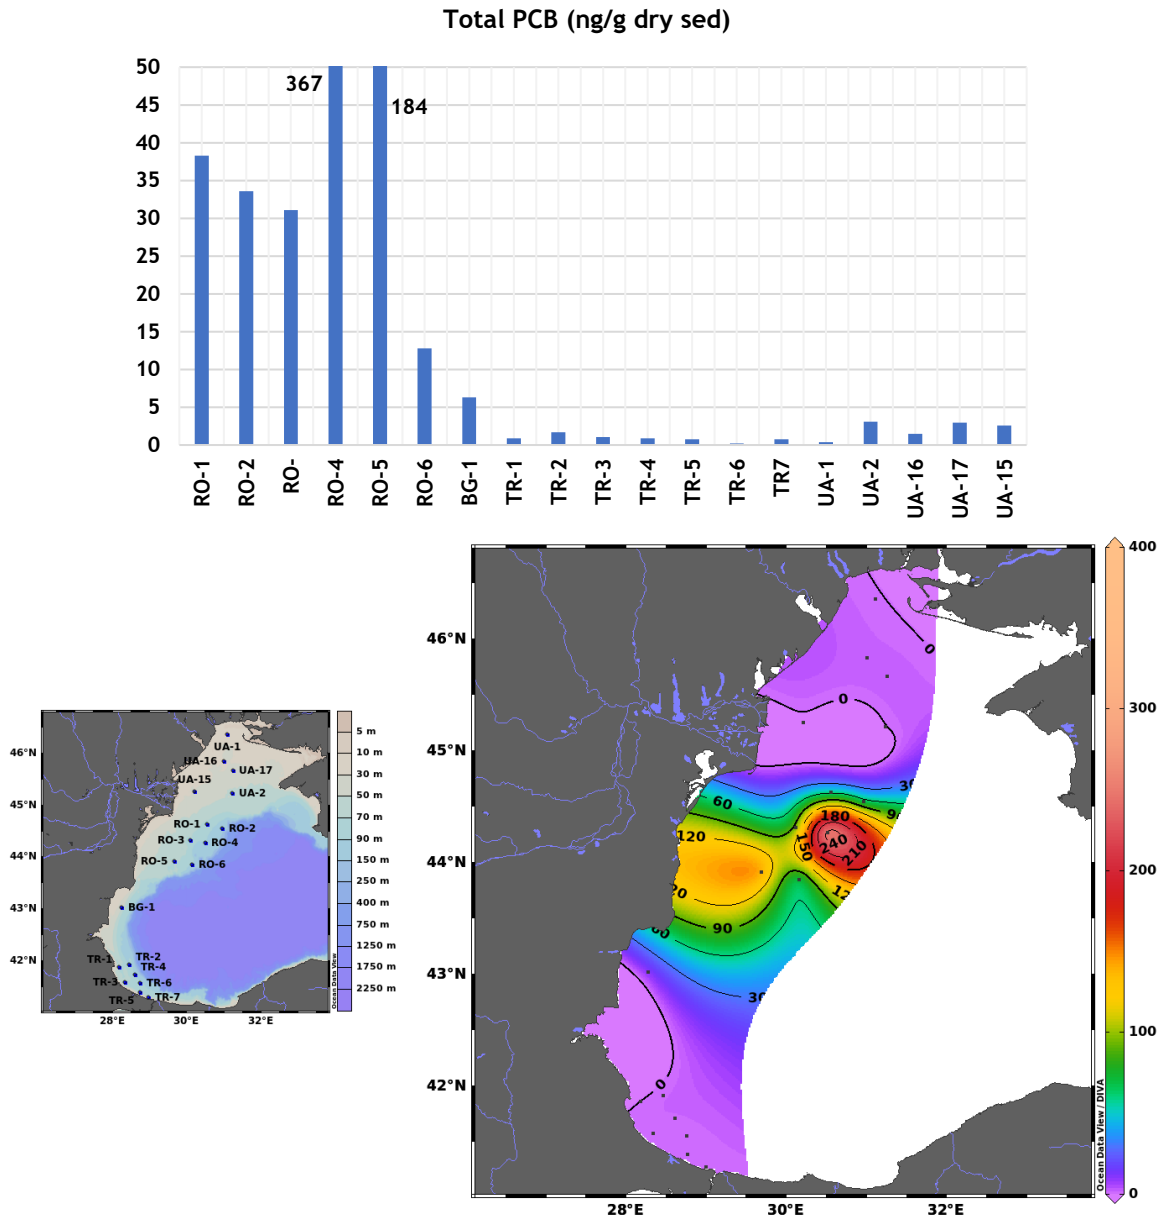 Total PCB (ng/g dry sed)
50
45
40
35
30
25
20
15
10
5
0
367
184
RO-1
RO-2
RO-
RO-4
RO-5
RO-6
BG-1
TR-1
TR-2
TR-3
TR-4
TR-5
TR-6
TR7
UA-1
UA-2
UA-16
UA-17
UA-15
46°N
45°N
44°N
43°N
42°N
28°E
30°E
32°E
UA-1
UA-16
UA-17
UA-15
UA-2
RO-1
RO-2
RO-3
RO-4
RO-5
RO-6
BG-1
TR-1
TR-2
TR-4
TR-3
TR-6
TR-5
TR-7
Ocean Data View
5 m
10 m
30 m
50 m
70 m
90 m
150 m
250 m
400 m
750 m
1250 m
1750 m
2250 m
46°N
45°N
44°N
43°N
42°N
28°E
30°E
32°E
0
0
30
60
90
120
180
150
240
210
12
20
90
60
30
0
Ocean Data View / DIVA
400
300
200
100
0